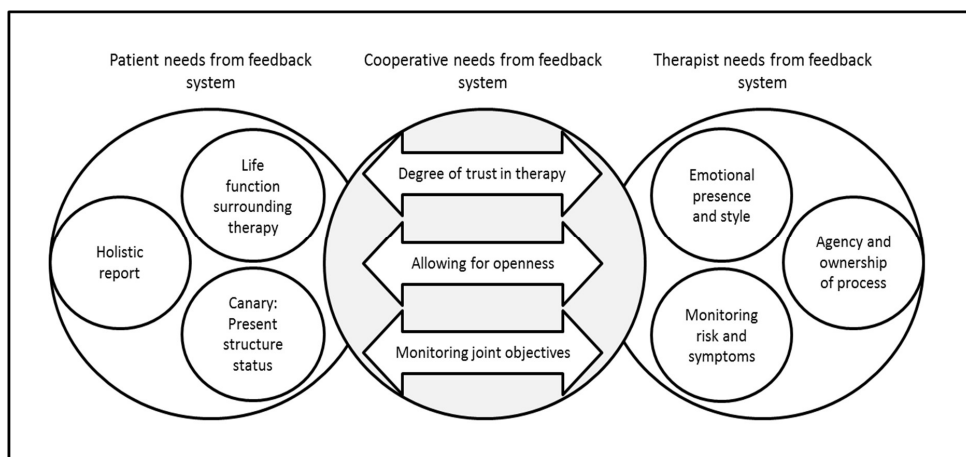 Patient needs from feedback
system
Cooperative needs from feedback
system
Therapist needs from feedback
system
Holistic
report
Life
function
surrounding
therapy
Canary:
Present
structure
status
Degree of trust in therapy
Allowing for openness
Monitoring joint objectives
Emotional
presence
and style
Monitoring
risk and
symptoms
Agency and
ownership
of process